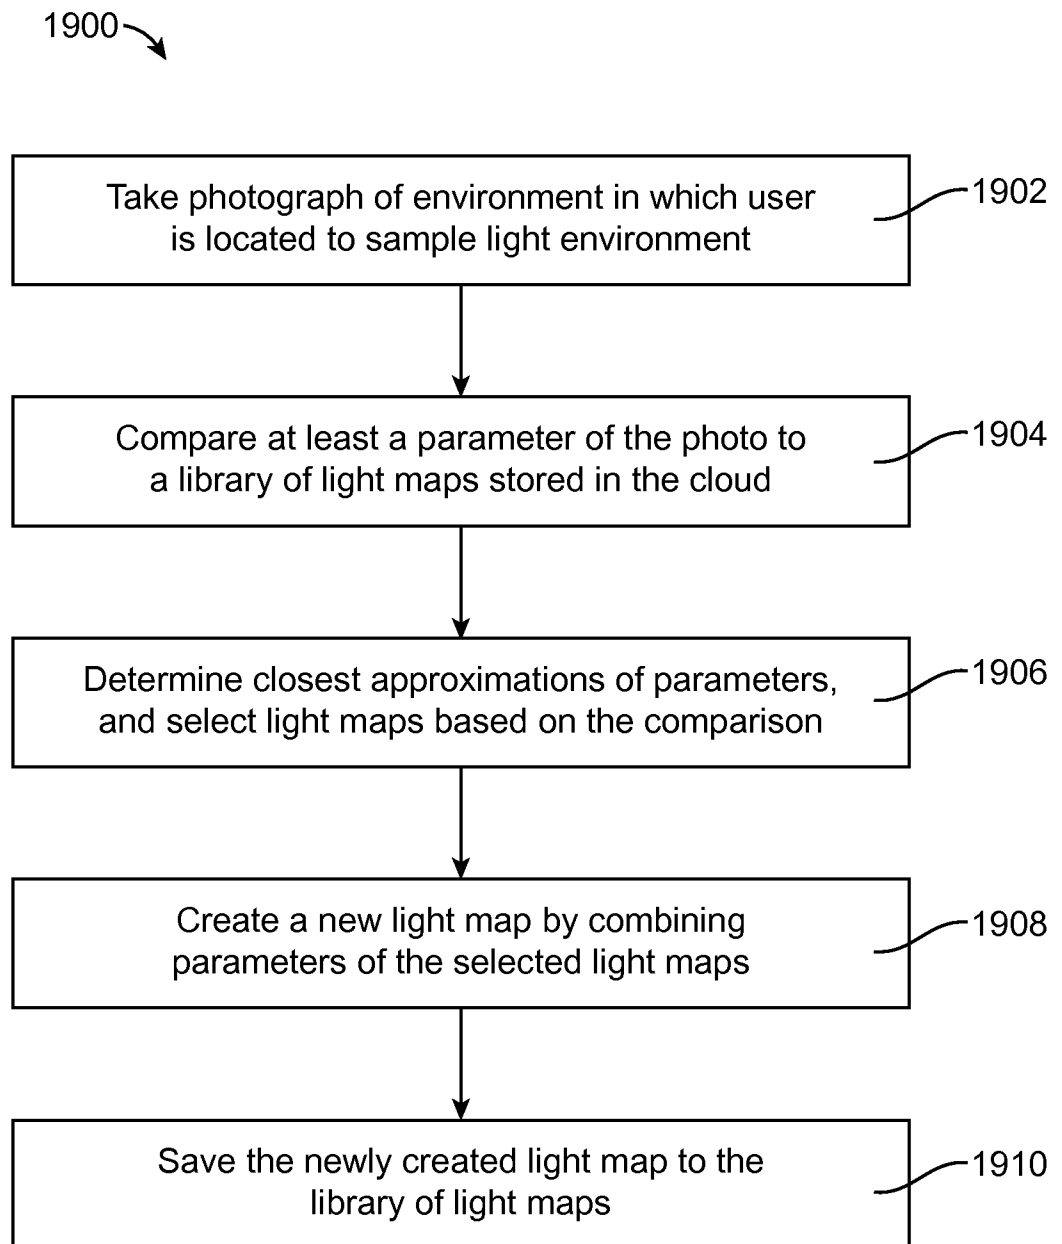 1900
Take photograph of environment in which user
is located to sample light environment
1902
Compare at least a parameter of the photo to
a library of light maps stored in the cloud
1904
Determine closest approximations of parameters,
and select light maps based on the comparison
1906
Create a new light map by combining
parameters of the selected light maps
1908
Save the newly created light map to the
library of light maps
1910